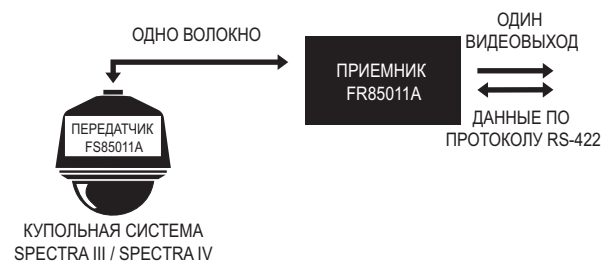 ОДНО ВОЛОКНО
ОДИН
ВИДЕОВЫХОД
ПРИЕМНИК
FR85011A
ПЕРЕДАТЧИК
FS85011A
ДАННЫЕ ПО
ПРОТОКОЛУ RS-422
КУПОЛЬНАЯ СИСТЕМА
SPECTRA III / SPECTRA IV